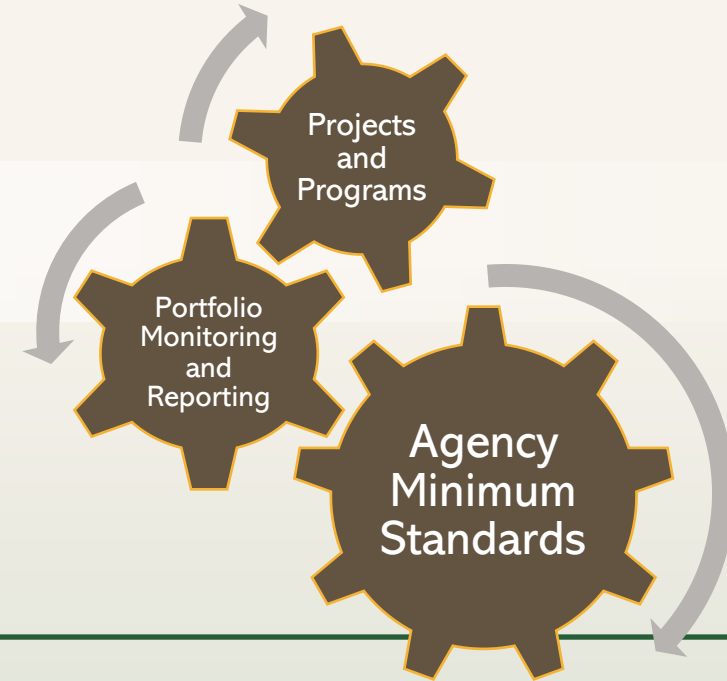 Projects
and
Programs
Portfolio
Monitoring
and
Reporting
Agency
Minimum
Standards